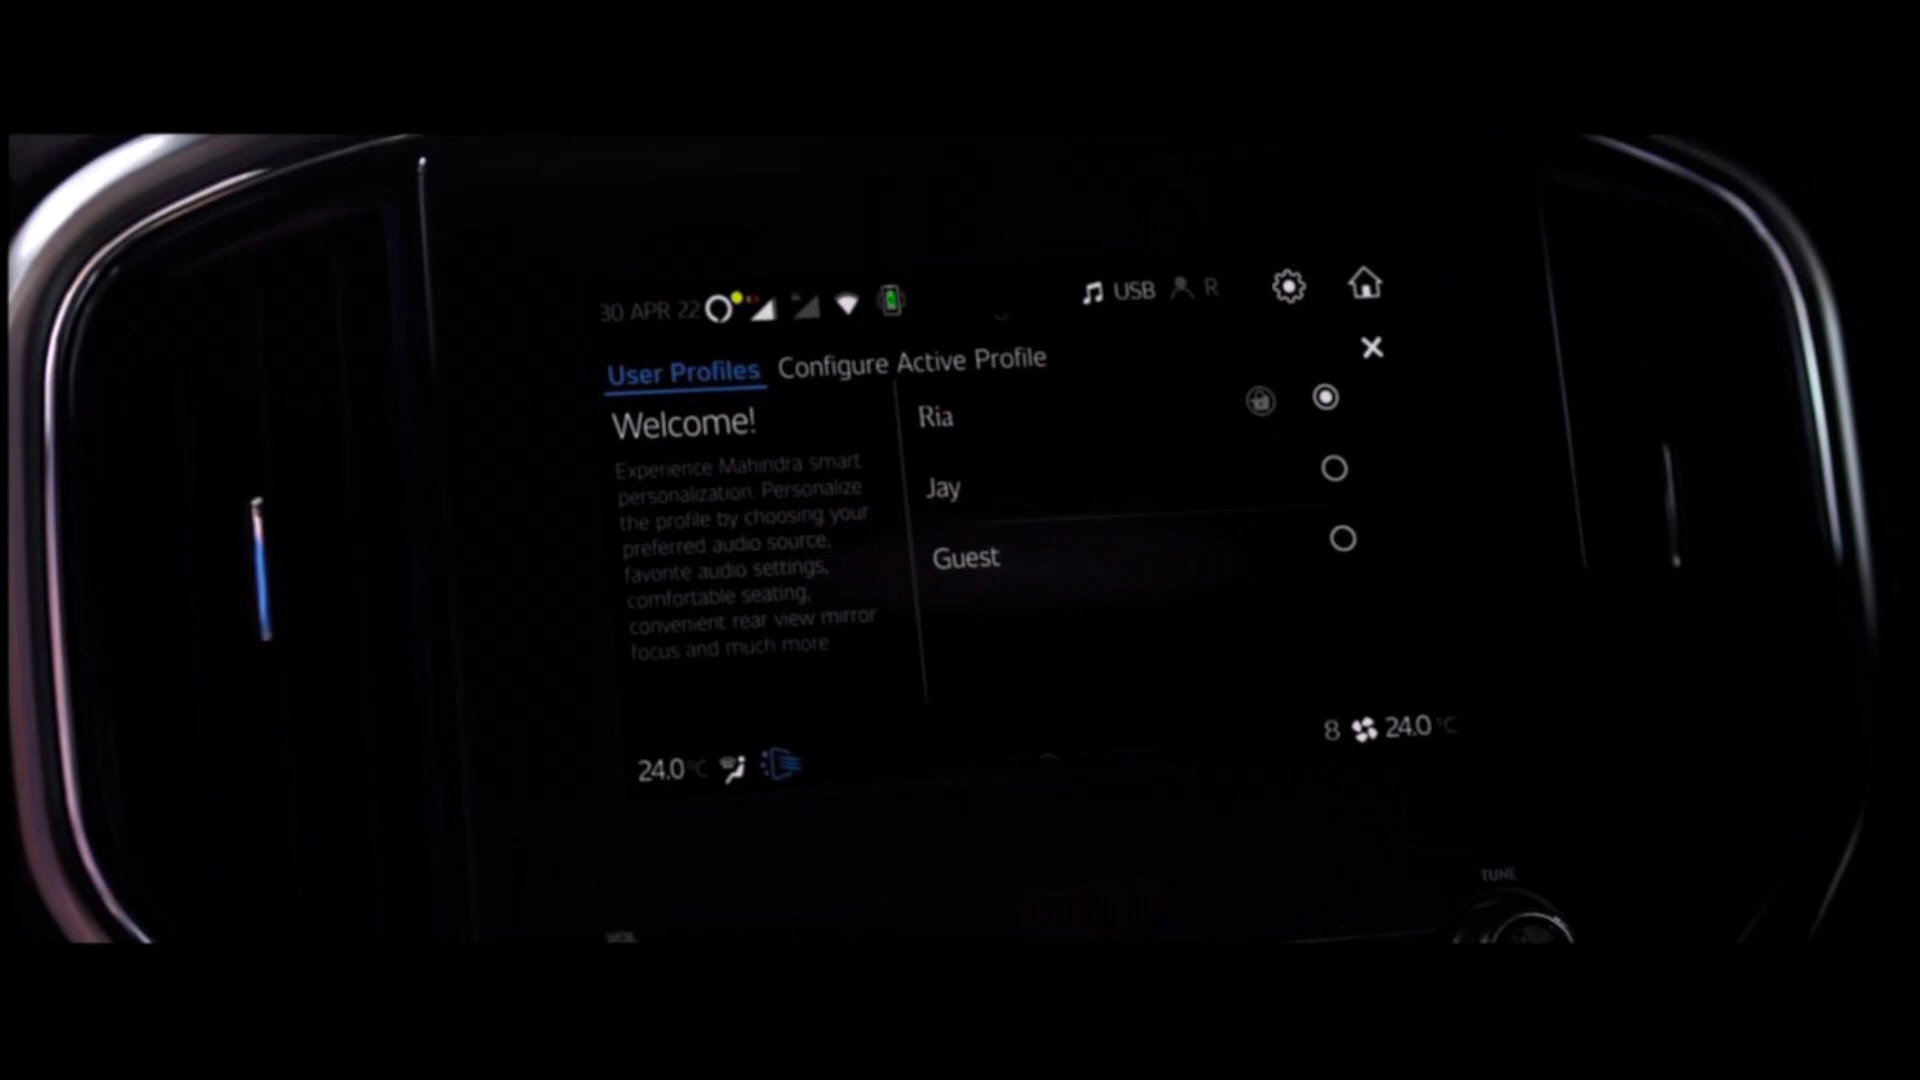 30 APR 22
USB R
User Profiles Configure Active Profile
Welcome!
Experience Mahindra smart
personalization. Personalize
the profile by choosing your
preferred audio source,
favorite audio settings,
comfortable seating,
convenient rear view mirror
focus and much more
Ria
Jay
Guest
24.0 °C
8 24.0 °C
TUNE